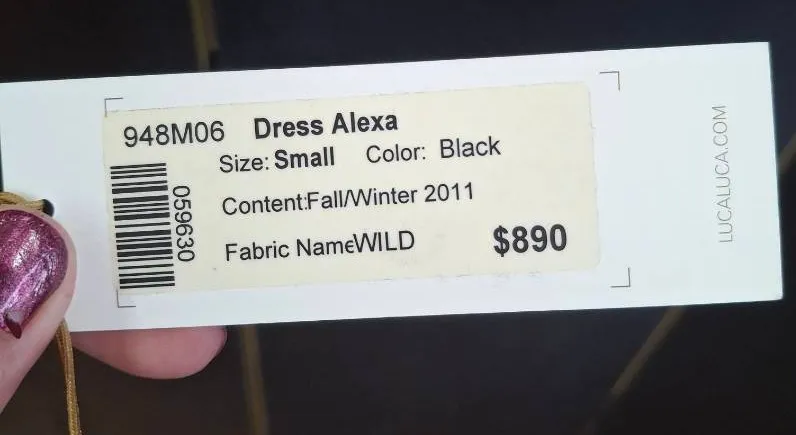 948M06 Dress Alexa
Size: Small Color: Black
Content:Fall/Winter 2011
Fabric NameWILD $890
059630
LUCALUCA.COM